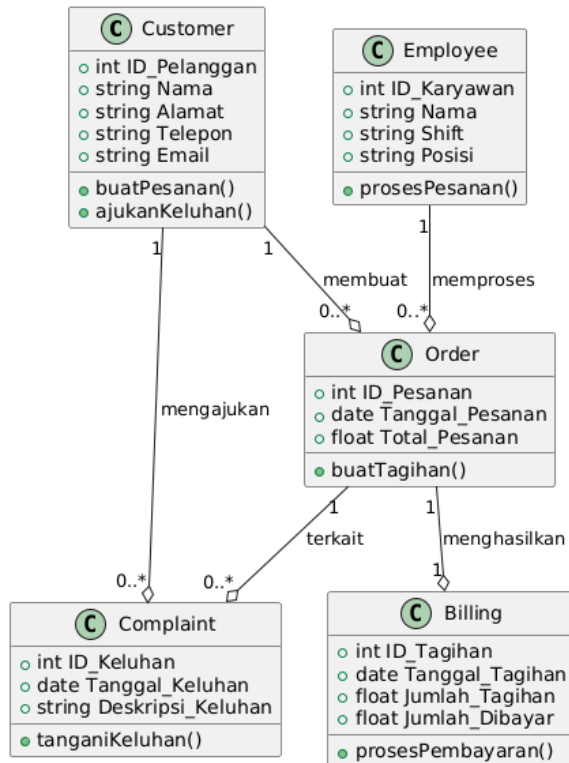 C Customer
int ID_Pelanggan
string Nama
string Alamat
string Telepon
string Email
buatPesanan()
ajukanKeluhan()
C Employee
int ID_Karyawan
string Nama
string Shift
string Posisi
prosesPesanan()
1
1
1
membuat
memproses
0..*
0..*
mengajukan
C Order
int ID_Pesanan
date Tanggal_Pesanan
float Total_Pesanan
buatTagihan()
1
1
terkait
menghasilkan
0..*
0..*
1
C Complaint
int ID_Keluhan
date Tanggal_Keluhan
string Deskripsi_Keluhan
tanganiKeluhan()
C Billing
int ID_Tagihan
date Tanggal_Tagihan
float Jumlah_Tagihan
float Jumlah_Dibayar
prosesPembayaran()